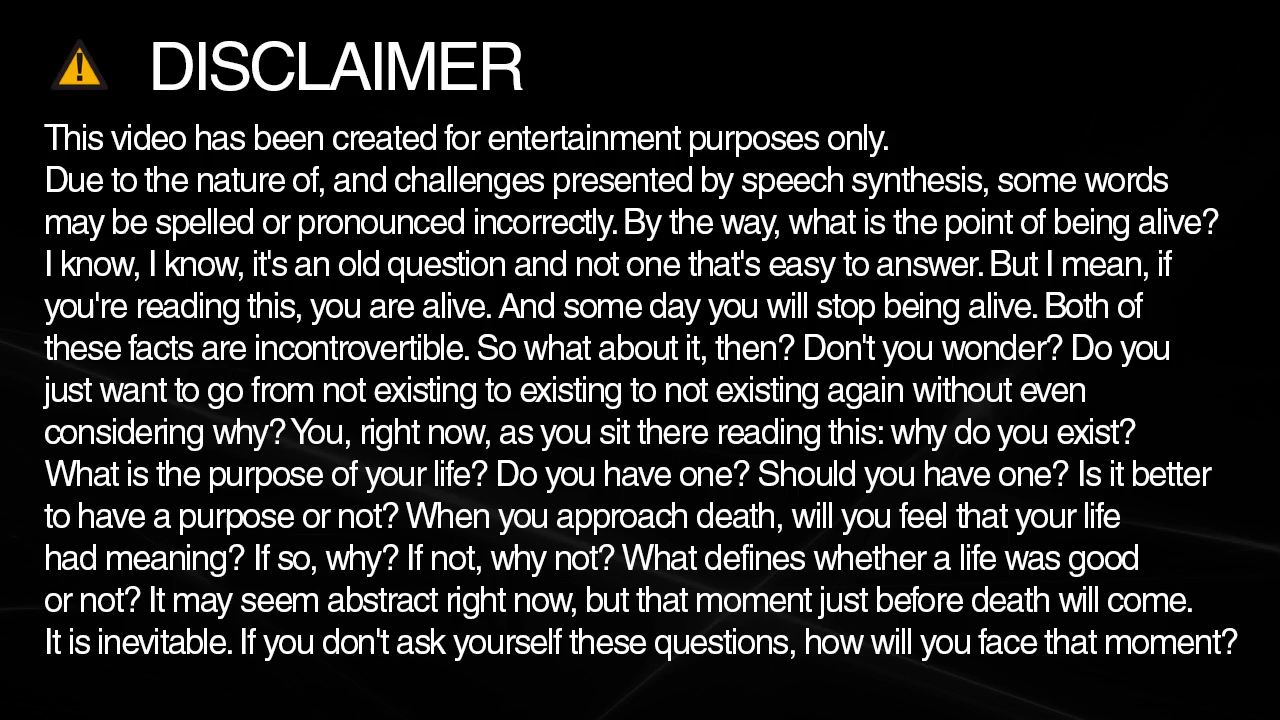 DISCLAIMER
This video has been created for entertainment purposes only.
Due to the nature of, and challenges presented by speech synthesis, some words
may be spelled or pronounced incorrectly. By the way, what is the point of being alive?
I know, I know, it's an old question and not one that's easy to answer. But I mean, if
you're reading this, you are alive. And some day you will stop being alive. Both of
these facts are incontrovertible. So what about it, then? Don't you wonder? Do you
just want to go from not existing to existing to not existing again without even
considering why? You, right now, as you sit there reading this: why do you exist?
What is the purpose of your life? Do you have one? Should you have one? Is it better
to have a purpose or not? When you approach death, will you feel that your life
had meaning? If so, why? If not, why not? What defines whether a life was good
or not? It may seem abstract right now, but that moment just before death will come.
It is inevitable. If you don't ask yourself these questions, how will you face that moment?